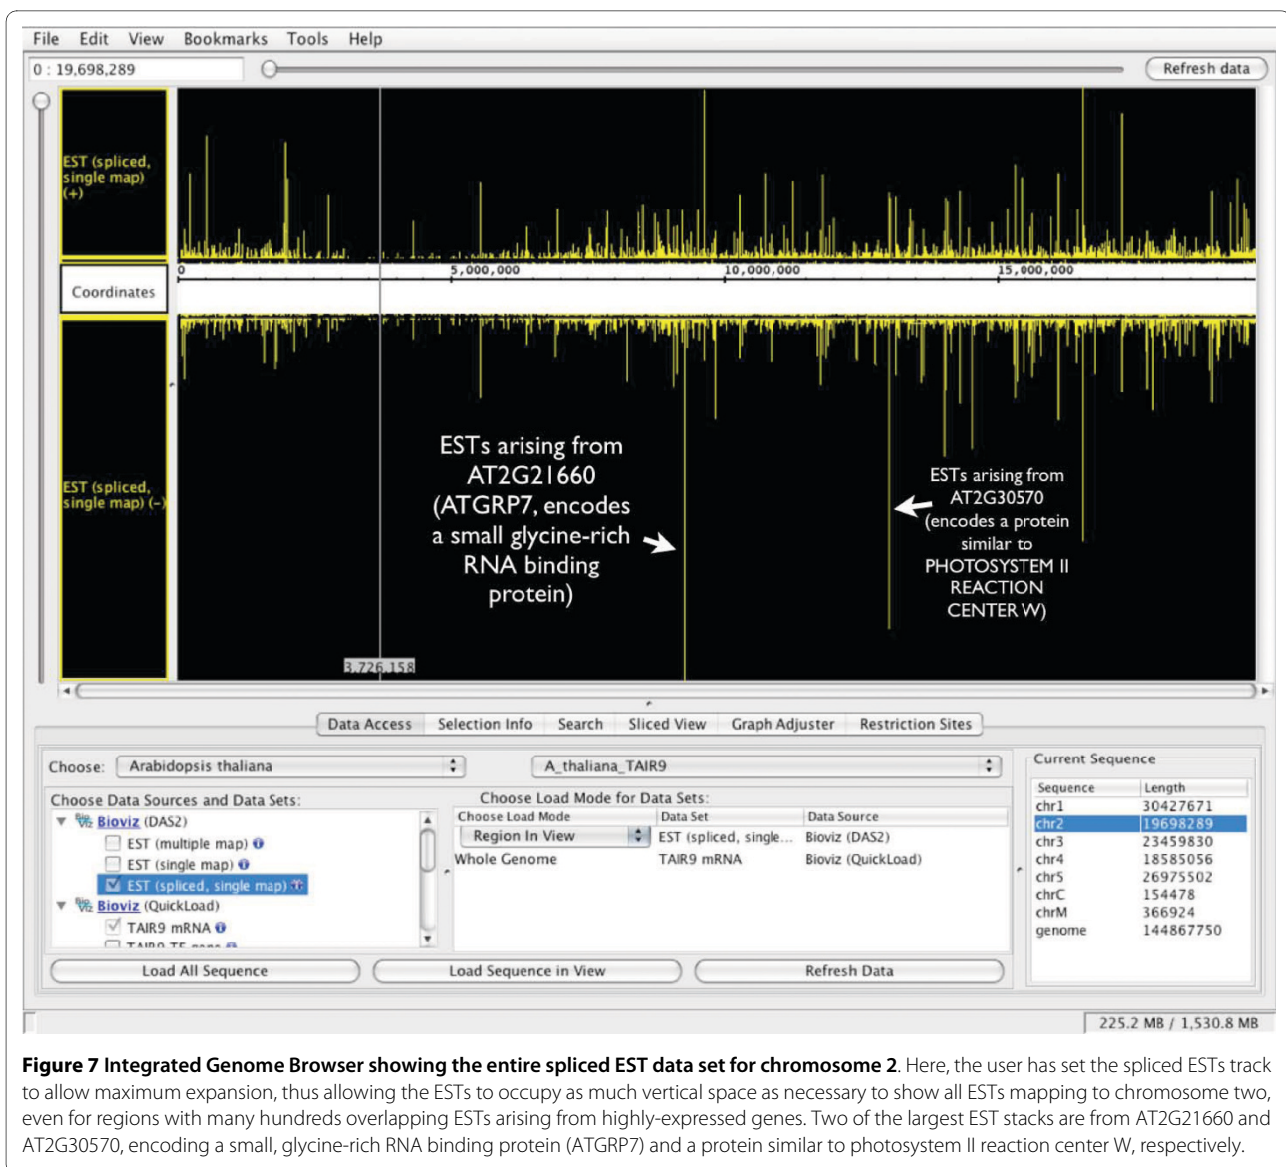 File Edit View Bookmarks Tools Help
0 : 19,698,289
Refresh data
EST (spliced,
single map)
(+)
0 5,000,000 10,000,000 15,000,000
Coordinates
EST (spliced,
single map) (-)
ESTs arising from
AT2G21660
(ATGRP7, encodes
a small glycine-rich
RNA binding
protein)
ESTs arising from
AT2G30570
(encodes a protein
similar to
PHOTOSYSTEM II
REACTION
CENTER W)
3,726,158
Data Access Selection Info Search Sliced View Graph Adjuster Restriction Sites
Choose: Arabidopsis thaliana A_thaliana_TAIR9
Choose Data Sources and Data Sets:
Bioviz (DAS2)
EST (multiple map)
EST (single map)
EST (spliced, single map)
Bioviz (QuickLoad)
TAIR9 mRNA
Choose Load Mode for Data Sets:
Choose Load Mode Data Set Data Source
Region In View EST (spliced, single... Bioviz (DAS2)
Whole Genome TAIR9 mRNA Bioviz (QuickLoad)
Current Sequence
Sequence Length
chr1 30427671
chr2 19698289
chr3 23459830
chr4 18585056
chr5 26975502
chrC 154478
chrM 366924
genome 144867750
Load All Sequence Load Sequence in View Refresh Data
225.2 MB / 1,530.8 MB
Figure 7 Integrated Genome Browser showing the entire spliced EST data set for chromosome 2. Here, the user has set the spliced ESTs track
to allow maximum expansion, thus allowing the ESTs to occupy as much vertical space as necessary to show all ESTs mapping to chromosome two,
even for regions with many hundreds overlapping ESTs arising from highly-expressed genes. Two of the largest EST stacks are from AT2G21660 and
AT2G30570, encoding a small, glycine-rich RNA binding protein (ATGRP7) and a protein similar to photosystem II reaction center W, respectively.